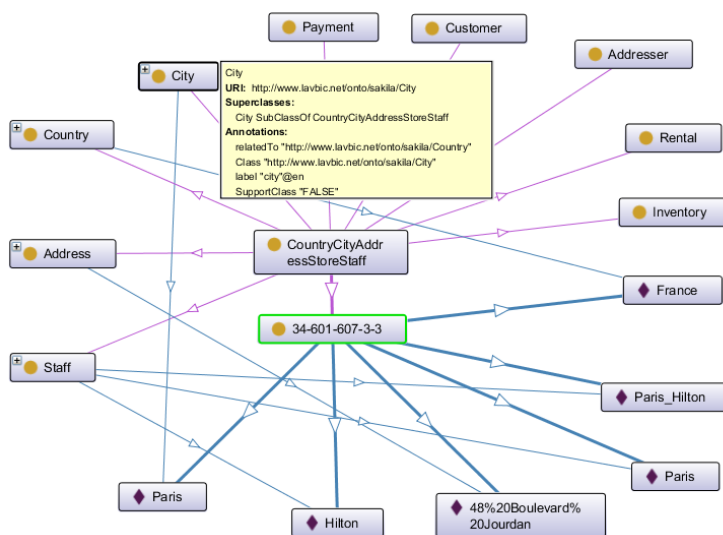 Payment
Customer
Addresser
City
City
URI: http://www.lavbic.net/onto/sakila/City
Superclasses:
City SubClassOf CountryCityAddressStoreStaff
Annotations:
relatedTo "http://www.lavbic.net/onto/sakila/Country"
Class "http://www.lavbic.net/onto/sakila/City"
label "city"@en
SupportClass "FALSE"
Country
Rental
Inventory
CountryCityAddr
essStoreStaff
Address
France
34-601-607-3-3
Staff
Paris_Hilton
Paris
Paris
48%20Boulevard%
20Jourdan
Hilton